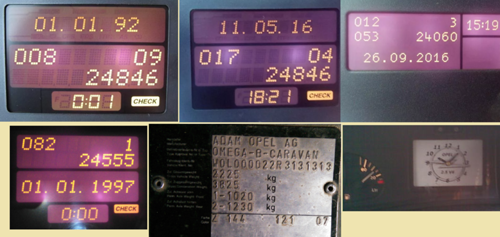 01.01.92
008 09
24846
0:01 CHECK
11.05.16
017 04
24846
18:21 CHECK
012 3
053 24060
15:19
26.09.2016
082 1
24555
01.01.1997
0:00 CHECK
ADAM OPEL AG
OMEGA-B-CARAVAN
2225 kg
3825 kg
1-1020 kg
2-1230 kg
Z 144 121 07